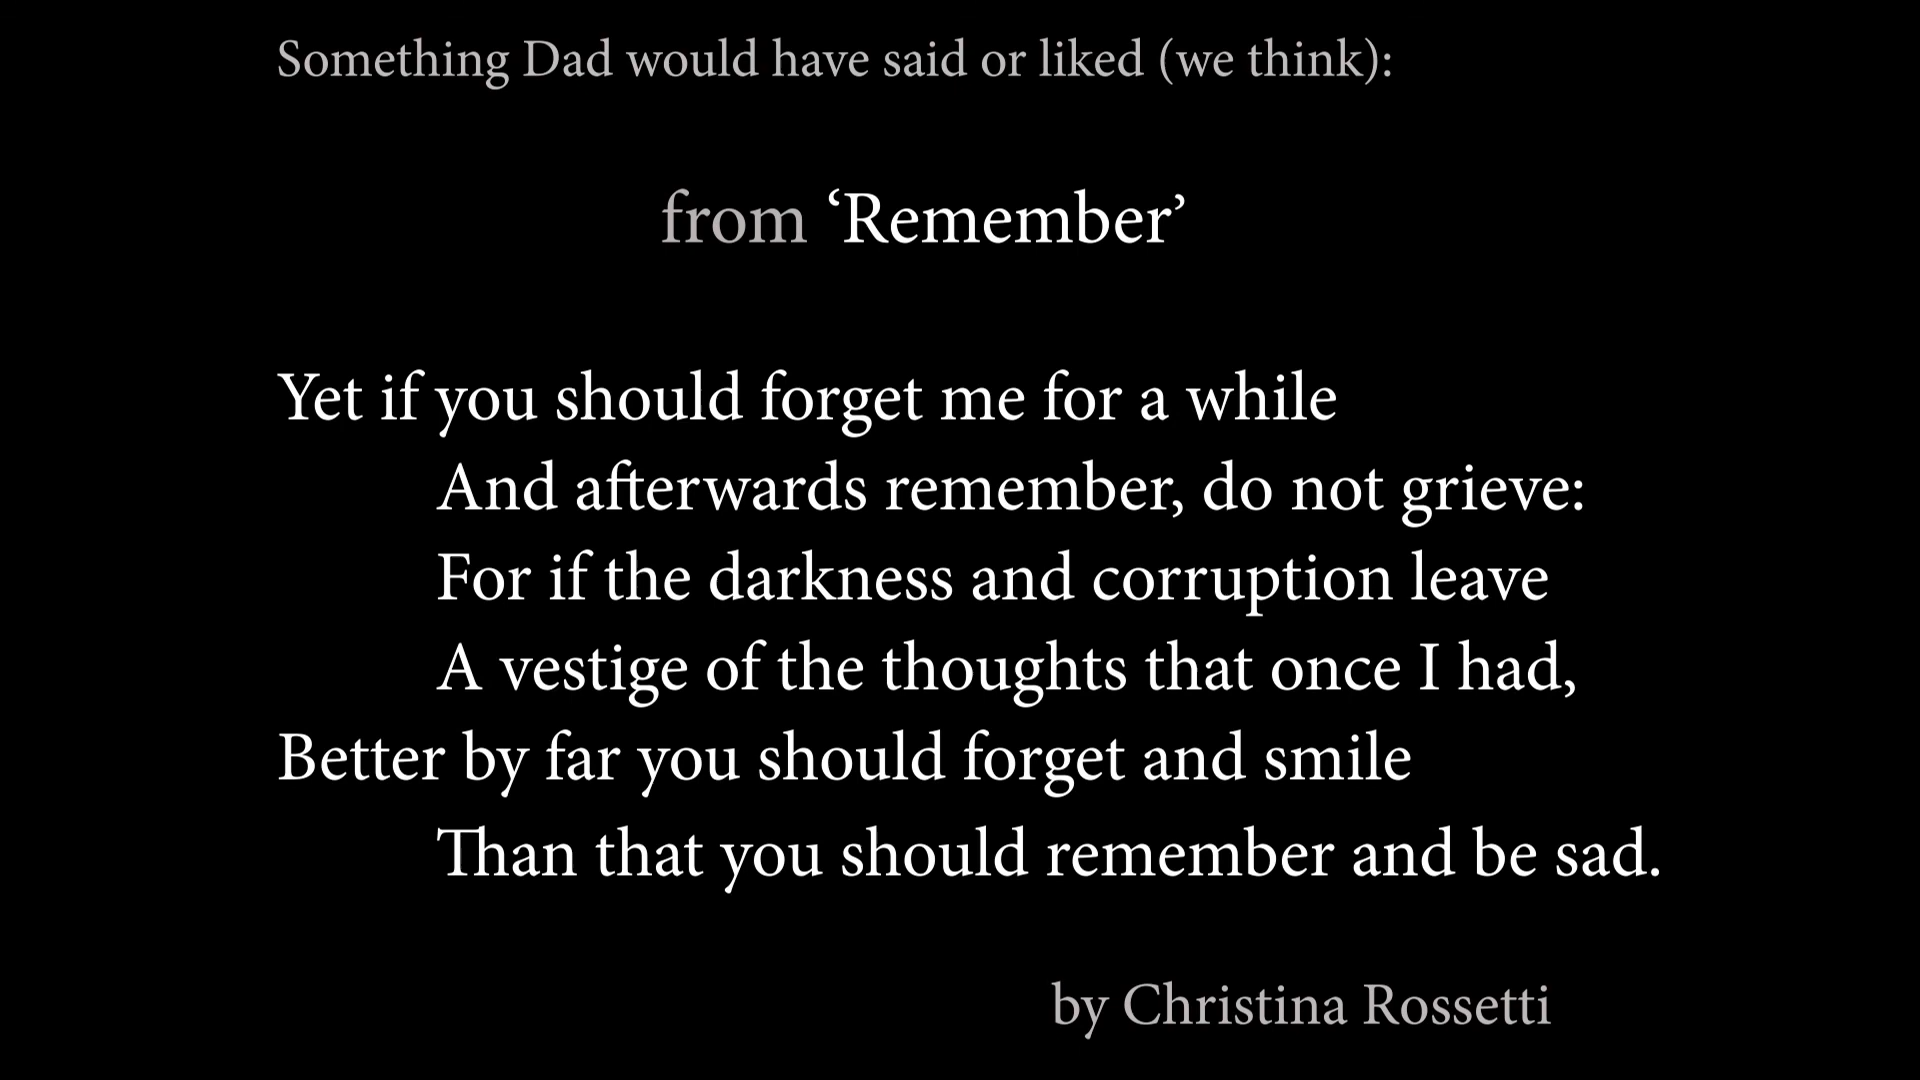 Something Dad would have said or liked (we think):
from ‘Remember’
Yet if you should forget me for a while
And afterwards remember, do not grieve:
For if the darkness and corruption leave
A vestige of the thoughts that once I had,
Better by far you should forget and smile
Than that you should remember and be sad.
by Christina Rossetti